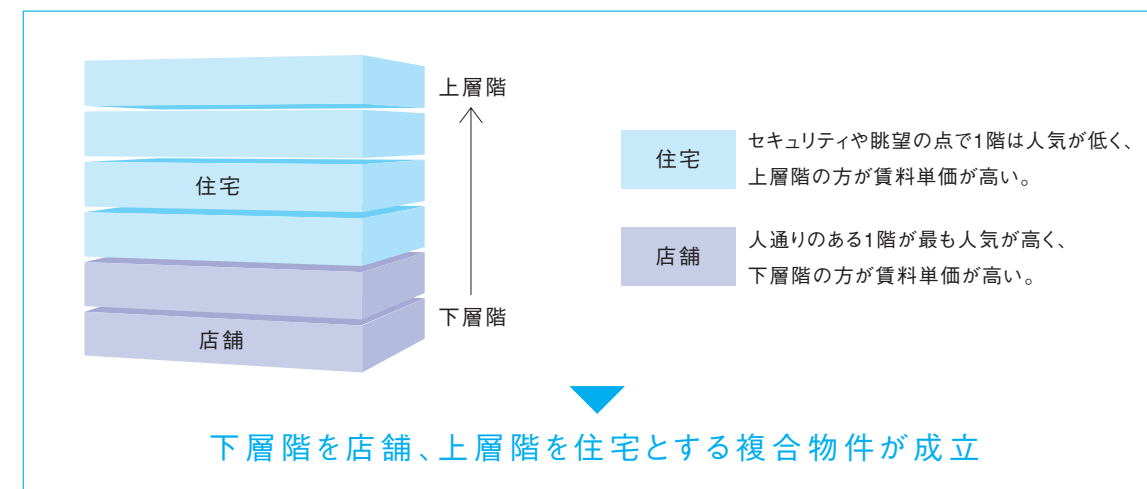 上層階
住宅
店舗
下層階
住宅
セキュリティや眺望の点で1階は人気が低く、
上層階の方が賃料単価が高い。
店舗
人通りのある1階が最も人気が高く、
下層階の方が賃料単価が高い。
下層階を店舗、上層階を住宅とする複合物件が成立